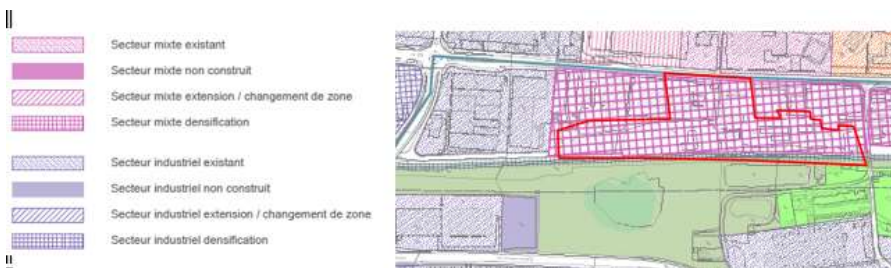 Secteur mixte existant
Secteur mixte non construit
Secteur mixte extension / changement de zone
Secteur mixte densification
Secteur industriel existant
Secteur industriel non construit
Secteur industriel extension / changement de zone
Secteur industriel densification